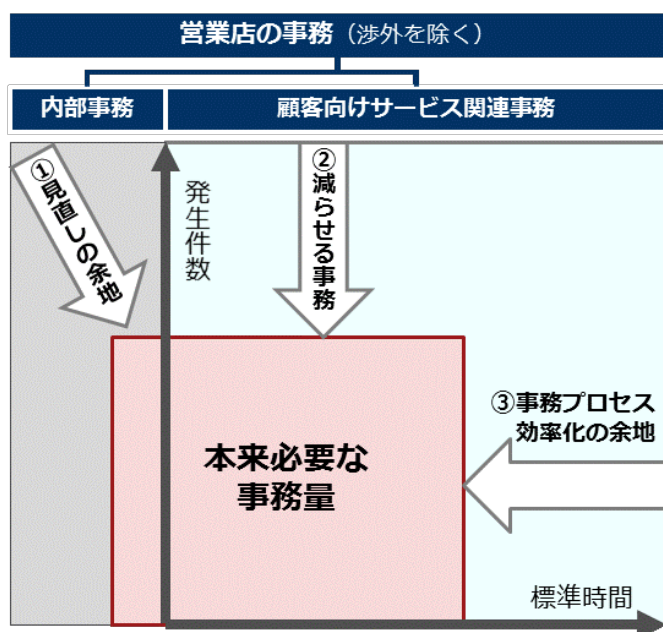 営業店の事務（渉外を除く）
内部事務
顧客向けサービス関連事務
①見直しの余地
発生件数
②減らせる事務
③事務プロセス
効率化の余地
本来必要な
事務量
標準時間